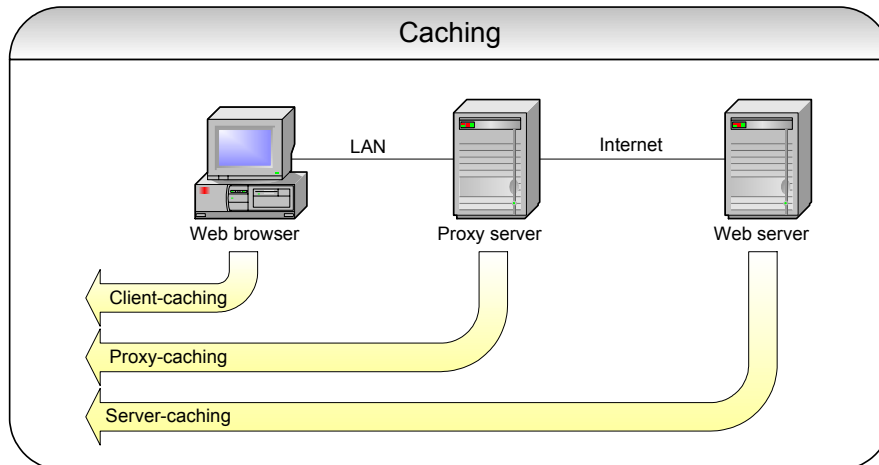 Caching
LAN
Internet
Web browser
Proxy server
Web server
Client-caching
Proxy-caching
Server-caching